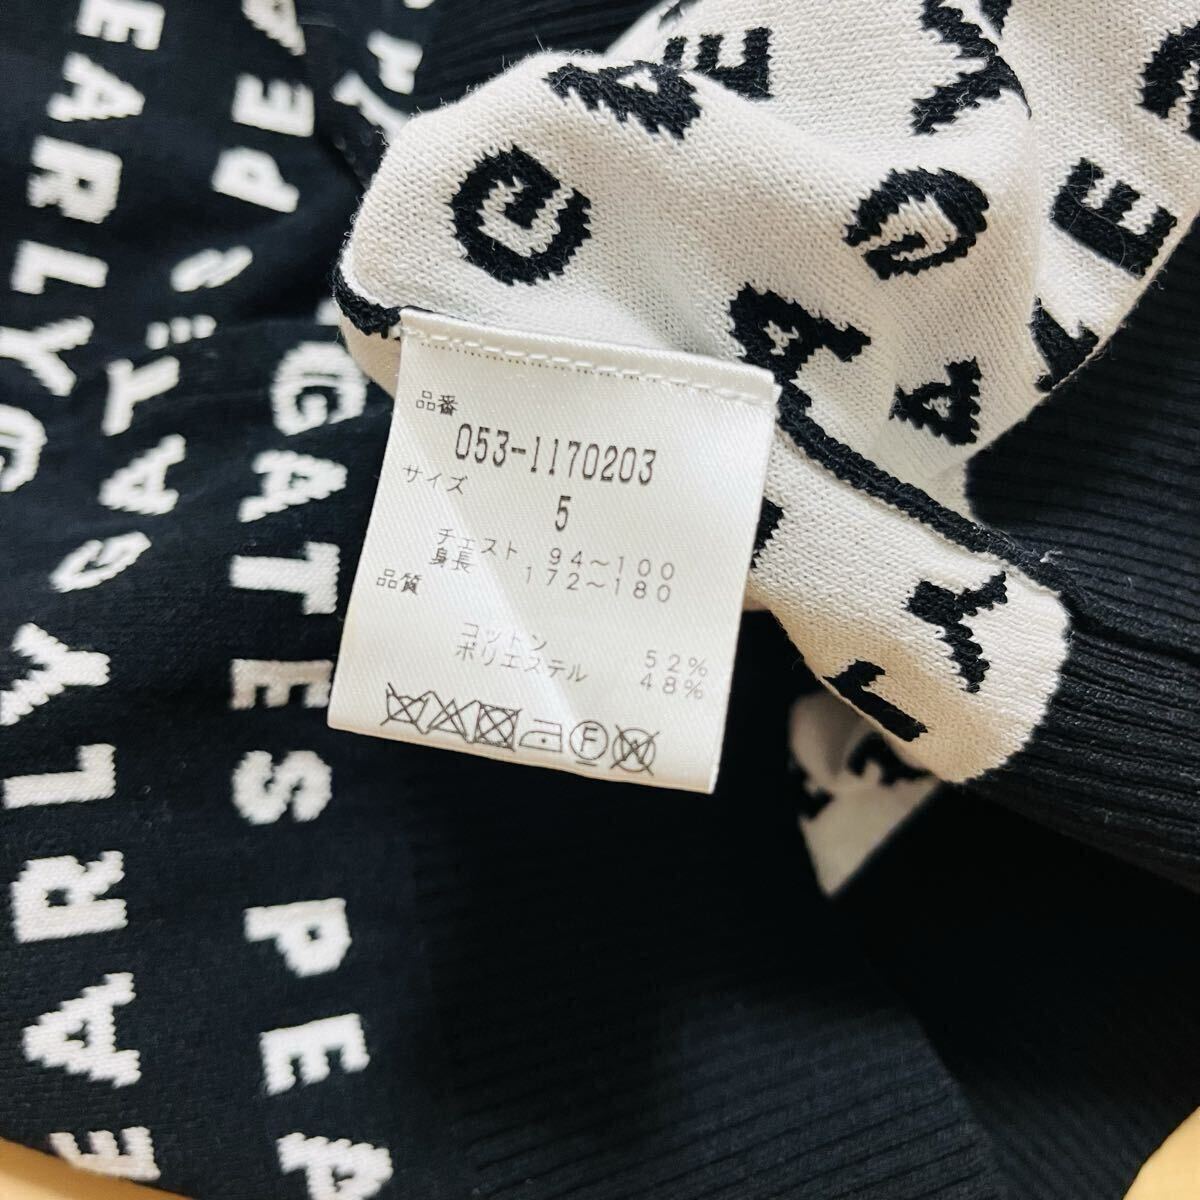 品番
053-1170203
サイズ
5
チェスト 94~100
身長 172~180
品質
コットン 52%
ポリエステル 48%
F
PEARLY GATES
PEARLY GATES